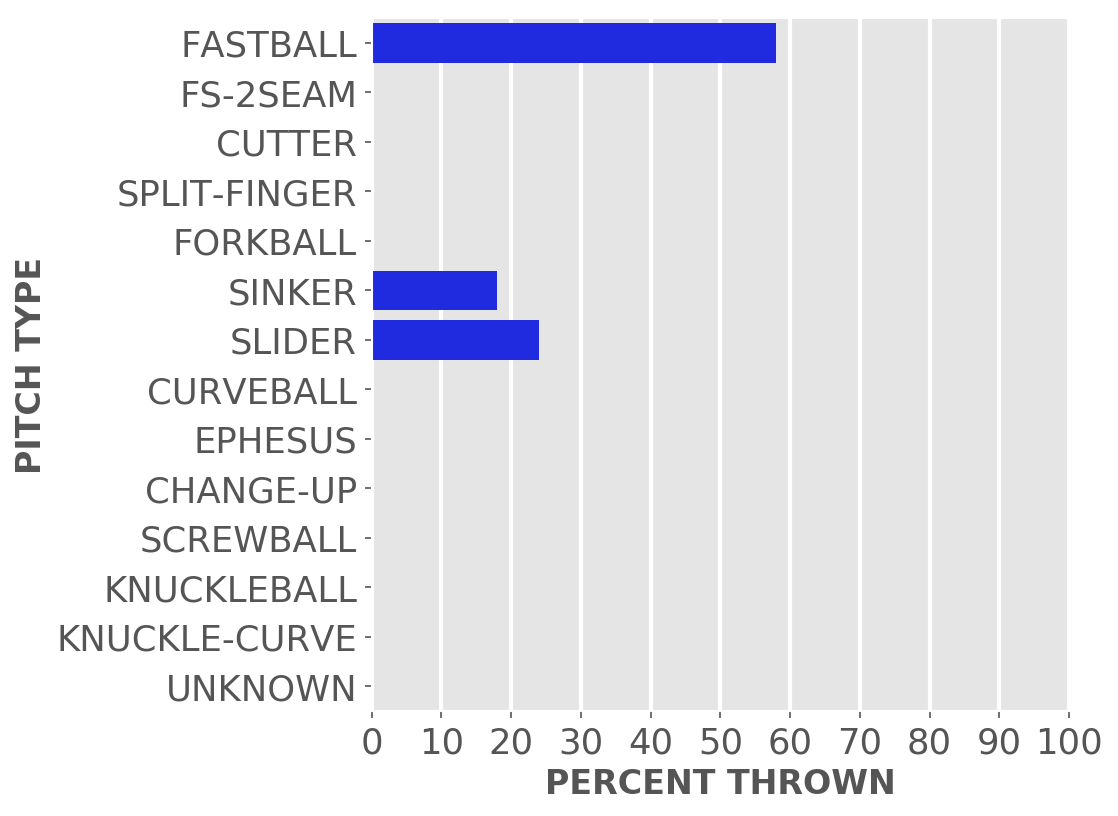 FASTBALL
FS-2SEAM
CUTTER
SPLIT-FINGER
FORKBALL
SINKER
SLIDER
CURVEBALL
EPHESUS
CHANGE-UP
SCREWBALL
KNUCKLEBALL
KNUCKLE-CURVE
UNKNOWN
PITCH TYPE
0 10 20 30 40 50 60 70 80 90 100
PERCENT THROWN